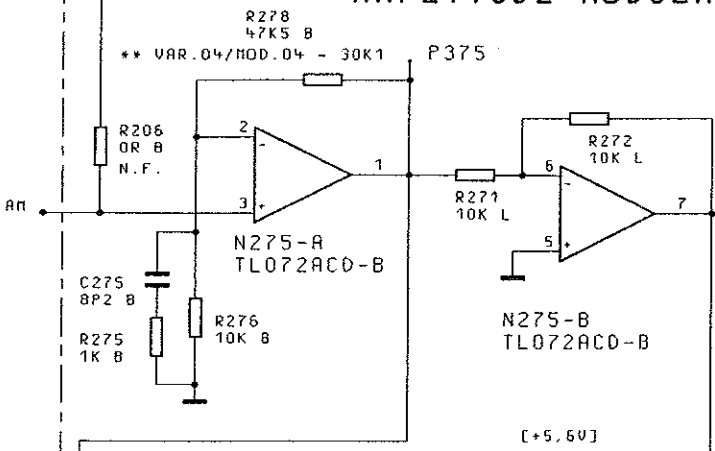 R278
47K5 B
** VAR.04/MOD.04 - 30K1
P375
R206
0R B
N.F.
2
-
1
R272
10K L
6
-
7
R271
10K L
AM
3
+
5
+
N275-A
TL072ACD-B
C275
8P2 B
R276
10K B
R275
1K B
N275-B
TL072ACD-B
[+5,6V]